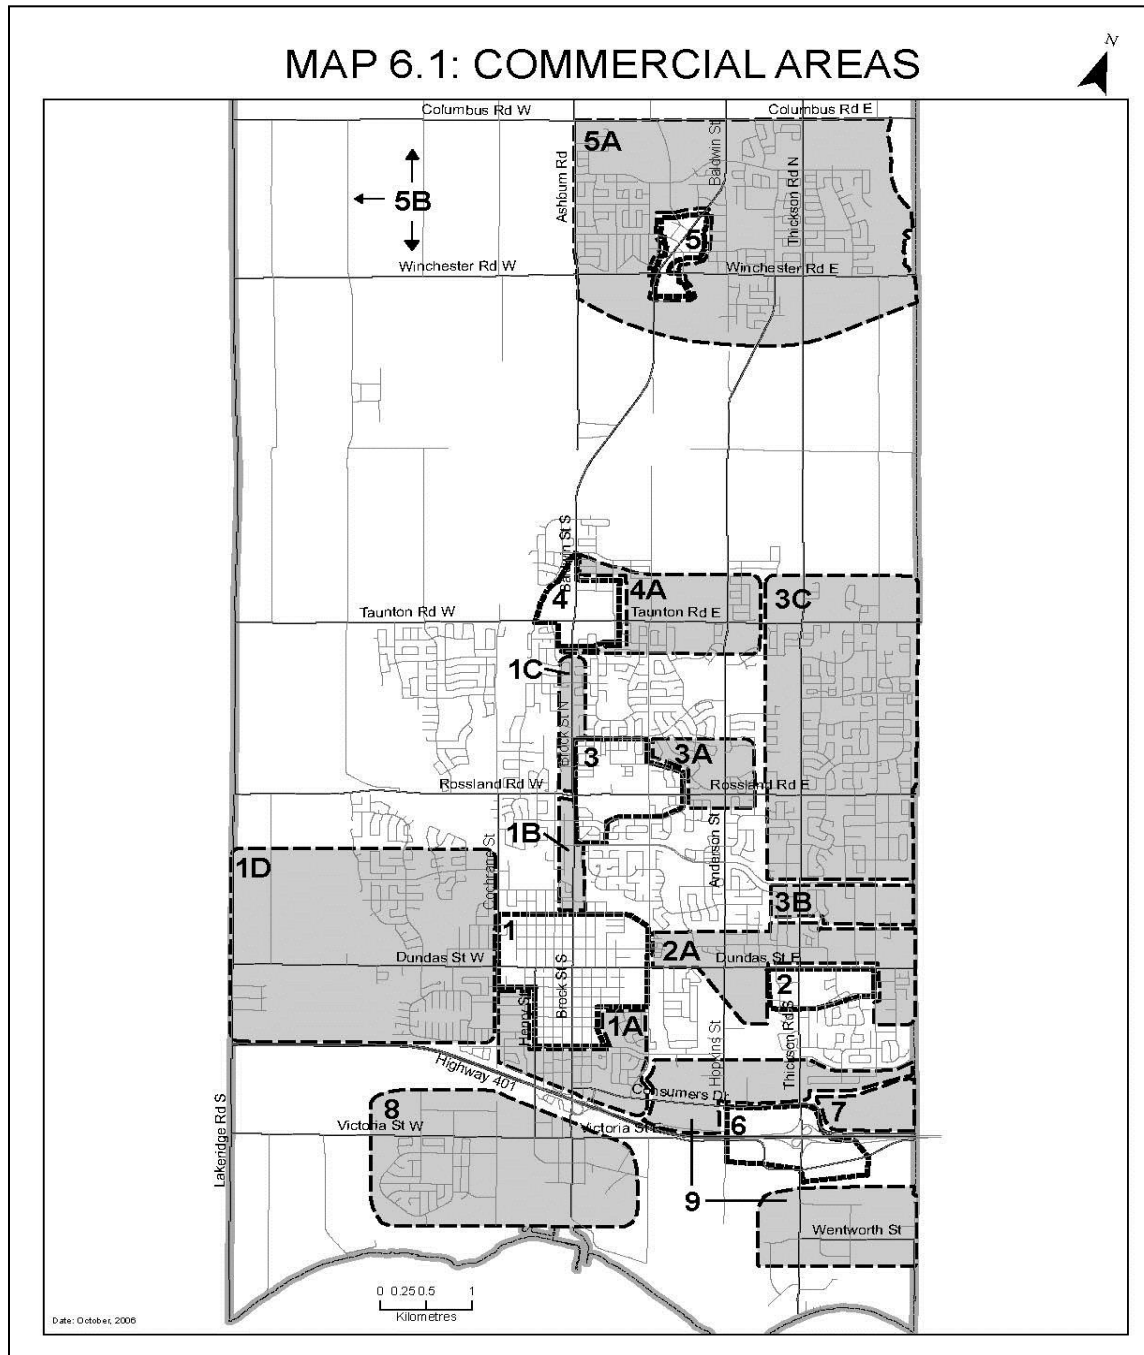 N
MAP 6.1: COMMERCIAL AREAS
Columbus Rd W
Columbus Rd E
5A
Ashburn Rd
Baldwin St
Thickson Rd N
5B
5
Winchester Rd W
Winchester Rd E
Baldwin St S
4
4A
3C
Taunton Rd W
Taunton Rd E
1C
Brock St N
3
3A
Rossland Rd W
Rossland Rd E
1B
Anderson St
1D
Cochrane St
3B
1
2A
Dundas St W
Dundas St E
Brock St S
2
Henry St
1A
Hopkins St
Thickson Rd S
Highway 401
Consumers Dr
8
7
6
Victoria St W
Victoria St E
Lakeridge Rd S
9
Wentworth St
0 0.25 0.5 1
Kilometres
Date: October, 2006